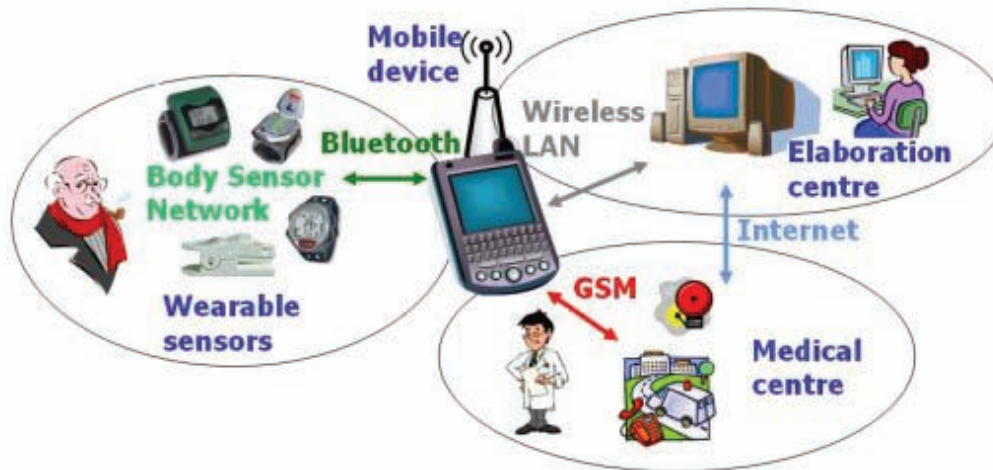 Mobile
device
Bluetooth
Body Sensor
Network
Wearable
sensors
Wireless
LAN
Elaboration
centre
Internet
GSM
Medical
centre